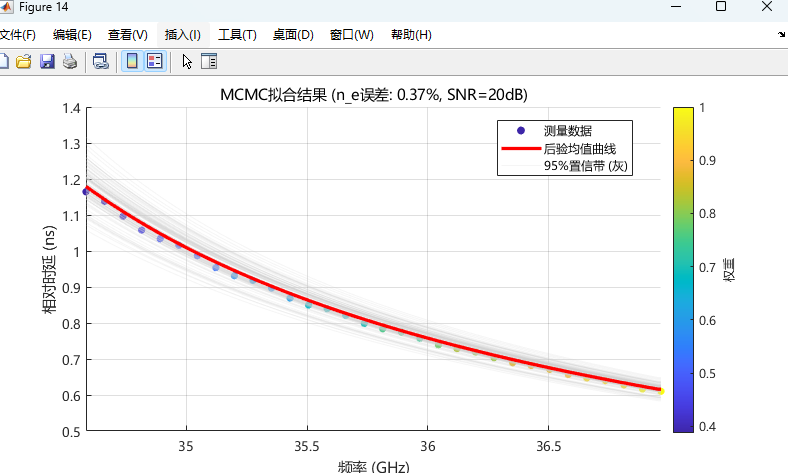 Figure 14
文件(F) 编辑(E) 查看(V) 插入(I) 工具(T) 桌面(D) 窗口(W) 帮助(H)
MCMC拟合结果 (n_e误差: 0.37%, SNR=20dB)
测量数据
后验均值曲线
95%置信带 (灰)
相对时延 (ns)
1.4
1.3
1.2
1.1
1
0.9
0.8
0.7
0.6
0.5
35
35.5
36
36.5
频率 (GHz)
1
0.9
0.8
0.7
0.6
0.5
0.4
权重